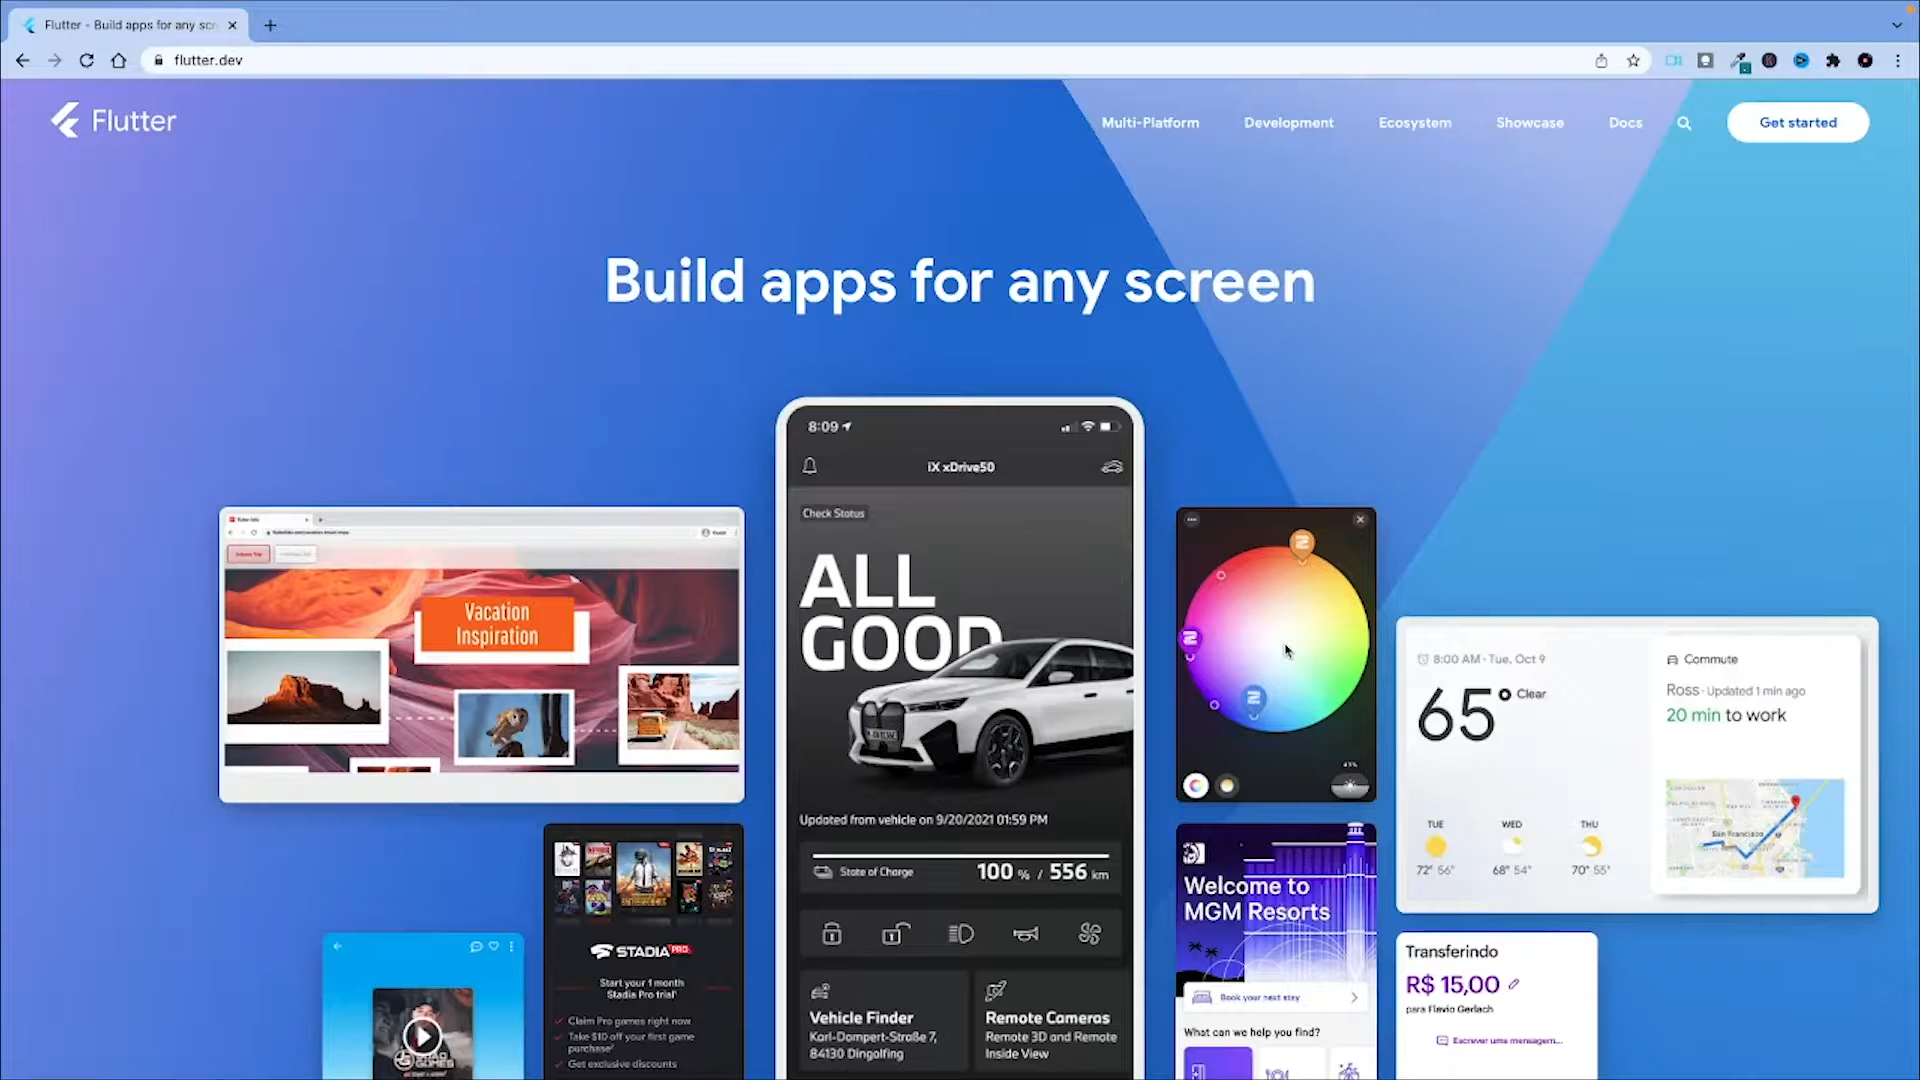 Flutter - Build apps for any scr
flutter.dev
Flutter
Multi-Platform
Development
Ecosystem
Showcase
Docs
Get started
Build apps for any screen
8:09
iX xDrive50
Check Status
ALL
GOOD
Updated from vehicle on 9/20/2021 01:59 PM
State of Charge
100 % / 556 km
Vehicle Finder
Karl-Dompert-Straße 7,
84130 Dingolfing
Remote Cameras
Remote 3D and Remote
Inside View
Vacation
Inspiration
STADIA PRO
Start your 1 month
Stadia Pro trial¹
Claim Pro games right now
Take $10 off your first game
purchase²
Get exclusive discounts
Welcome to
MGM Resorts
Book your next stay
What can we help you find?
8:00 AM · Tue, Oct 9
65° Clear
TUE
WED
THU
72° 56°
68° 54°
70° 55°
Commute
Ross · Updated 1 min ago
20 min to work
San Francisco
Transferindo
R$ 15,00
para Flavio Gerlach
Escrever uma mensagem...